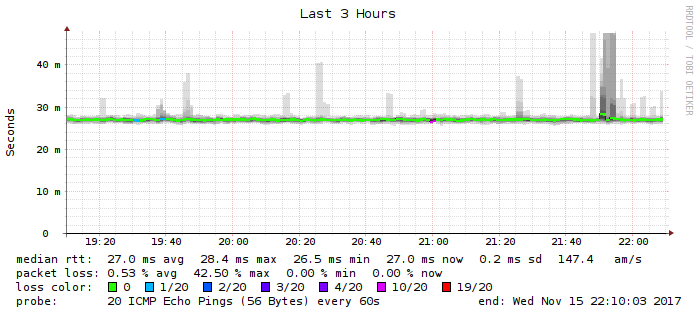 Last 3 Hours
RRDTOOL / TOBI OETIKER
Seconds
40 m
30 m
20 m
10 m
0
19:20 19:40 20:00 20:20 20:40 21:00 21:20 21:40 22:00
median rtt: 27.0 ms avg 28.4 ms max 26.5 ms min 27.0 ms now 0.2 ms sd 147.4 am/s
packet loss: 0.53 % avg 42.50 % max 0.00 % min 0.00 % now
loss color: 0 1/20 2/20 3/20 4/20 10/20 19/20
probe: 20 ICMP Echo Pings (56 Bytes) every 60s end: Wed Nov 15 22:10:03 2017